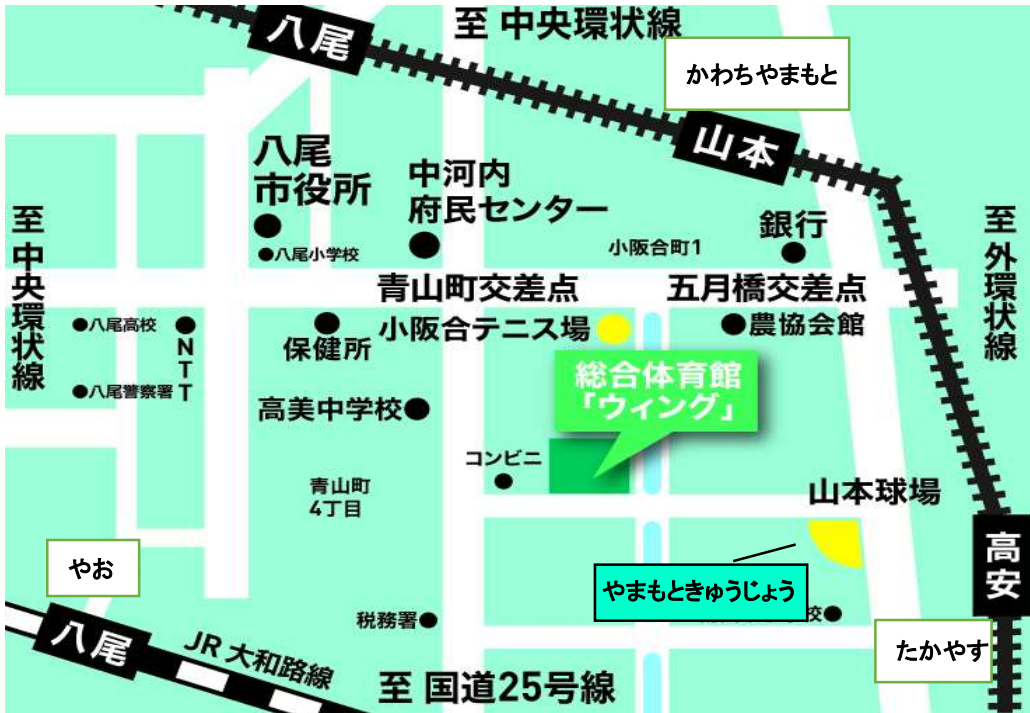 至 中央環状線
八尾
かわちやまもと
山本
八尾
市役所
中河内
府民センター
八尾小学校
小阪合町1
銀行
至 中央環状線
至 外環状線
青山町交差点
五月橋交差点
八尾高校
NTT
保健所
小阪合テニス場
農協会館
八尾警察署
総合体育館
「ウィング」
高美中学校
コンビニ
青山町
4丁目
山本球場
高安
やお
やまもときゅうじょう
税務署
校
たかやす
八尾
JR 大和路線
至 国道25号線